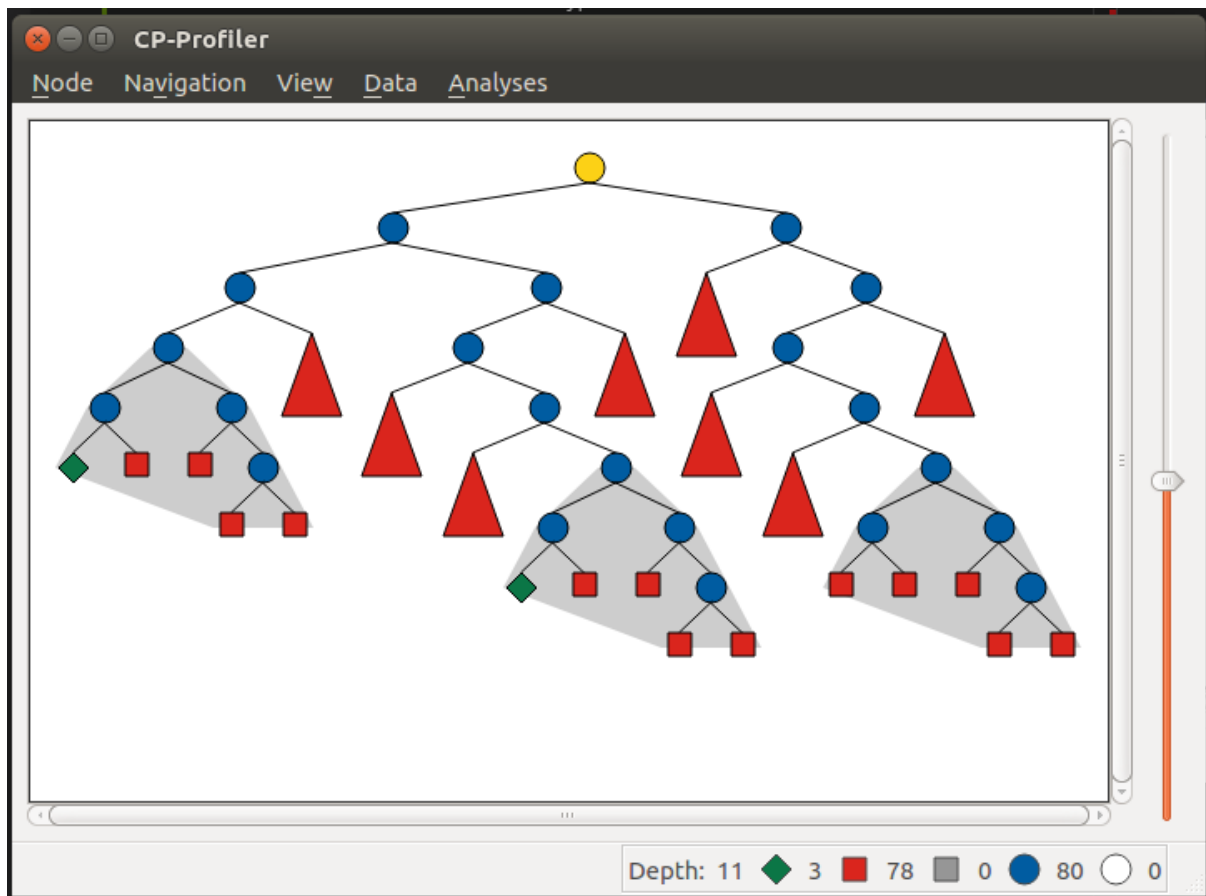 CP-Profiler
Node Navigation View Data Analyses
Depth: 11 3 78 0 80 0